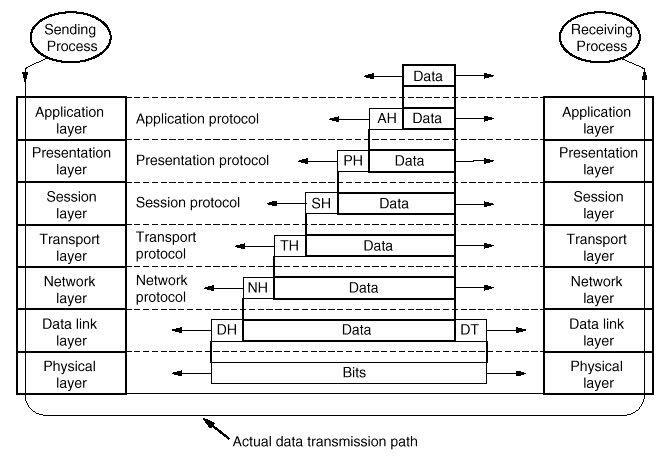 Sending
Process
Receiving
Process
Data
Application
layer
Application protocol
AH
Data
Application
layer
Presentation
layer
Presentation protocol
PH
Data
Presentation
layer
Session
layer
Session protocol
SH
Data
Session
layer
Transport
layer
Transport
protocol
TH
Data
Transport
layer
Network
layer
Network
protocol
NH
Data
Network
layer
Data link
layer
DH
Data
DT
Data link
layer
Physical
layer
Bits
Physical
layer
Actual data transmission path